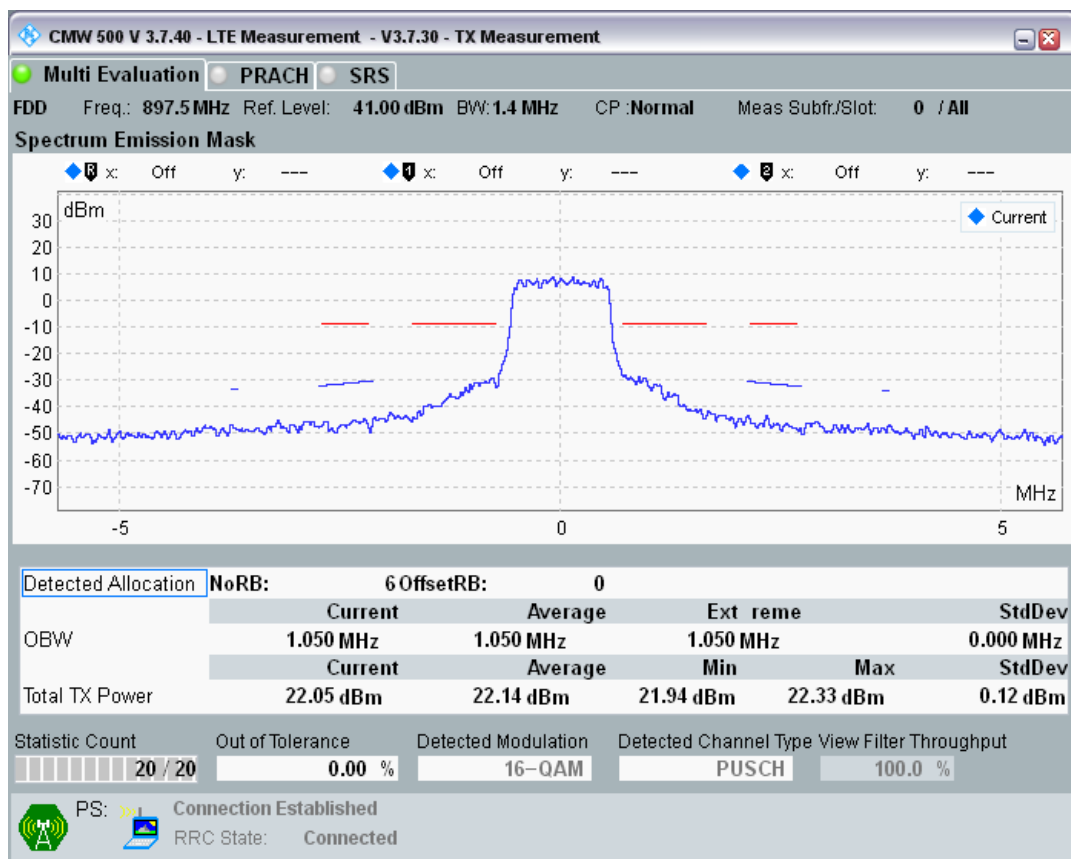 CMW 500 V 3.7.40 - LTE Measurement - V3.7.30 - TX Measurement
Multi Evaluation PRACH SRS
FDD Freq.: 897.5 MHz Ref. Level: 41.00 dBm BW: 1.4 MHz CP :Normal Meas Subfr./Slot: 0 / All
Spectrum Emission Mask
R x: Off y: --- 1 x: Off y: --- 2 x: Off y: ---
dBm
Current
30
20
10
0
-10
-20
-30
-40
-50
-60
-70
MHz
-5 0 5
Detected Allocation NoRB: 6 OffsetRB: 0
Current Average Ext reme StdDev
OBW 1.050 MHz 1.050 MHz 1.050 MHz 0.000 MHz
Current Average Min Max StdDev
Total TX Power 22.05 dBm 22.14 dBm 21.94 dBm 22.33 dBm 0.12 dBm
Statistic Count Out of Tolerance Detected Modulation Detected Channel Type View Filter Throughput
20 / 20 0.00 % 16-QAM PUSCH 100.0 %
PS: Connection Established
RRC State: Connected